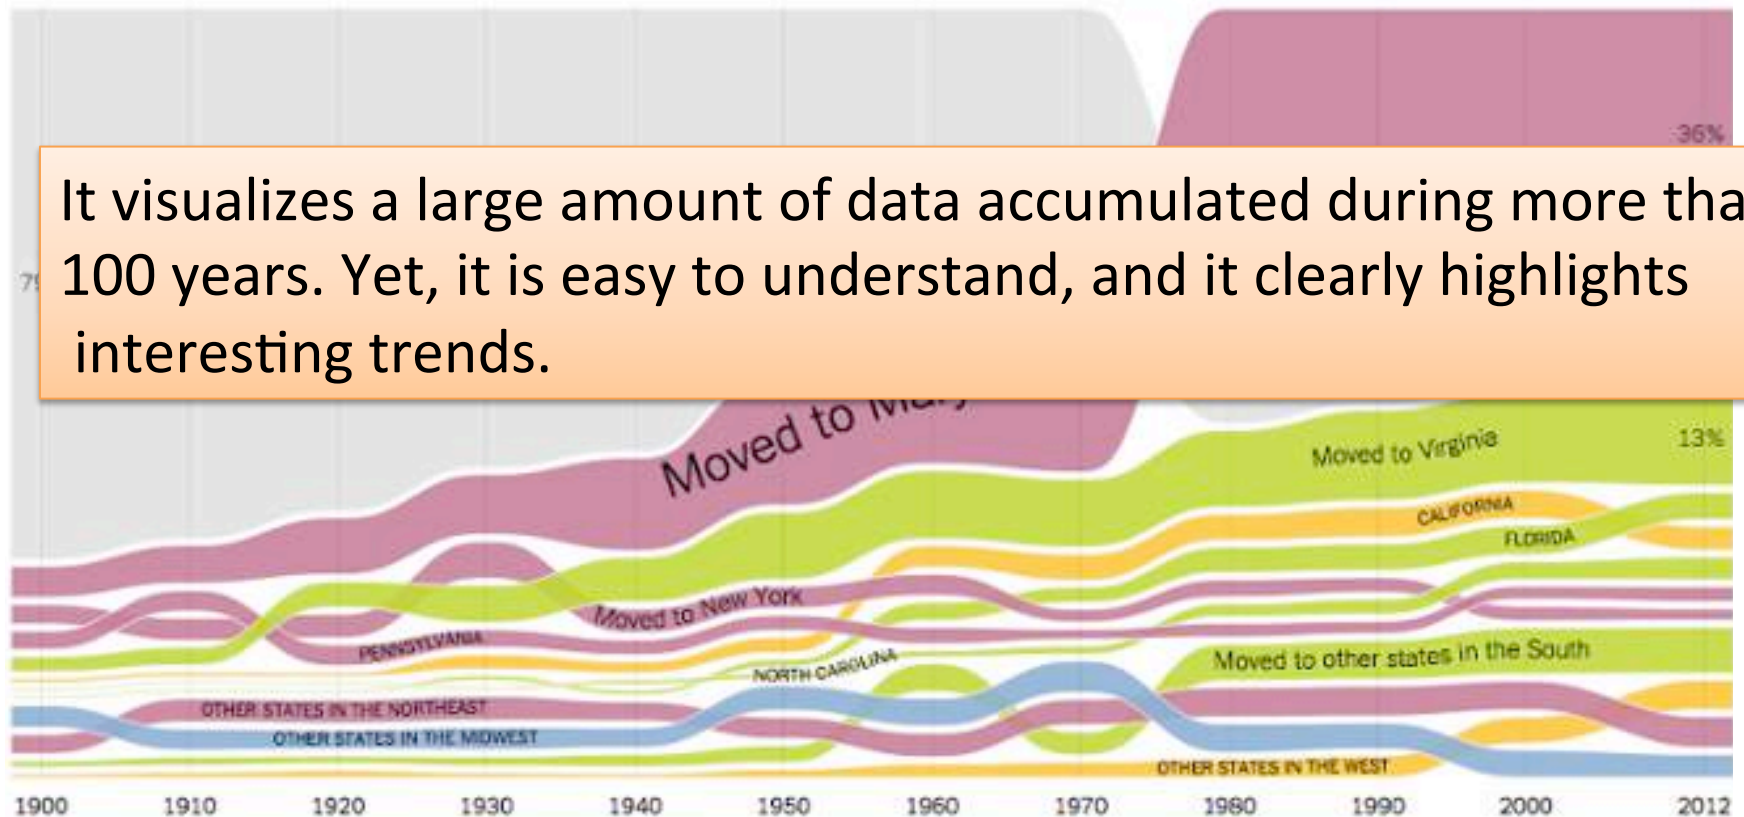 36%
It visualizes a large amount of data accumulated during more tha
100 years. Yet, it is easy to understand, and it clearly highlights
interesting trends.
Moved to
Moved to Virginia
13%
CALIFORNIA
FLORIDA
Moved to New York
PENNSYLVANIA
NORTH CAROLINA
Moved to other states in the South
OTHER STATES IN THE NORTHEAST
OTHER STATES IN THE MIDWEST
OTHER STATES IN THE WEST
1900 1910 1920 1930 1940 1950 1960 1970 1980 1990 2000 2012